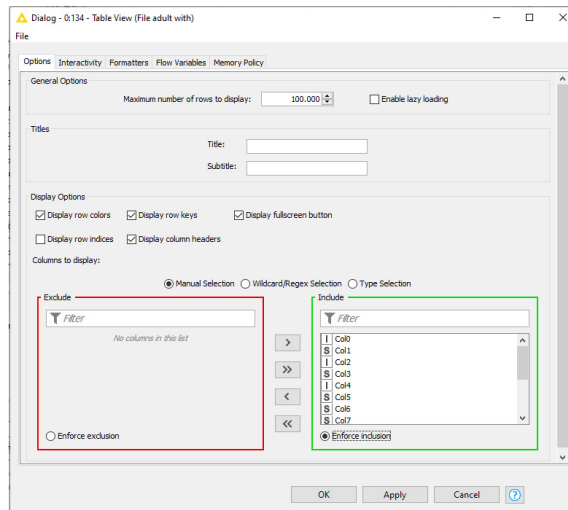 Dialog - 0:134 - Table View (File adult with)
File
Options Interactivity Formatters Flow Variables Memory Policy
General Options
Maximum number of rows to display: 100.000 Enable lazy loading
Titles
Title:
Subtitle:
Display Options
Display row colors Display row keys Display fullscreen button
Display row indices Display column headers
Columns to display:
Manual Selection Wildcard/Regex Selection Type Selection
Exclude
Filter
No columns in this list
Enforce exclusion
> 
>>
<
<<
Include
Filter
I Col0
S Col1
I Col2
S Col3
I Col4
S Col5
S Col6
S Col7
Enforce inclusion
OK Apply Cancel ?